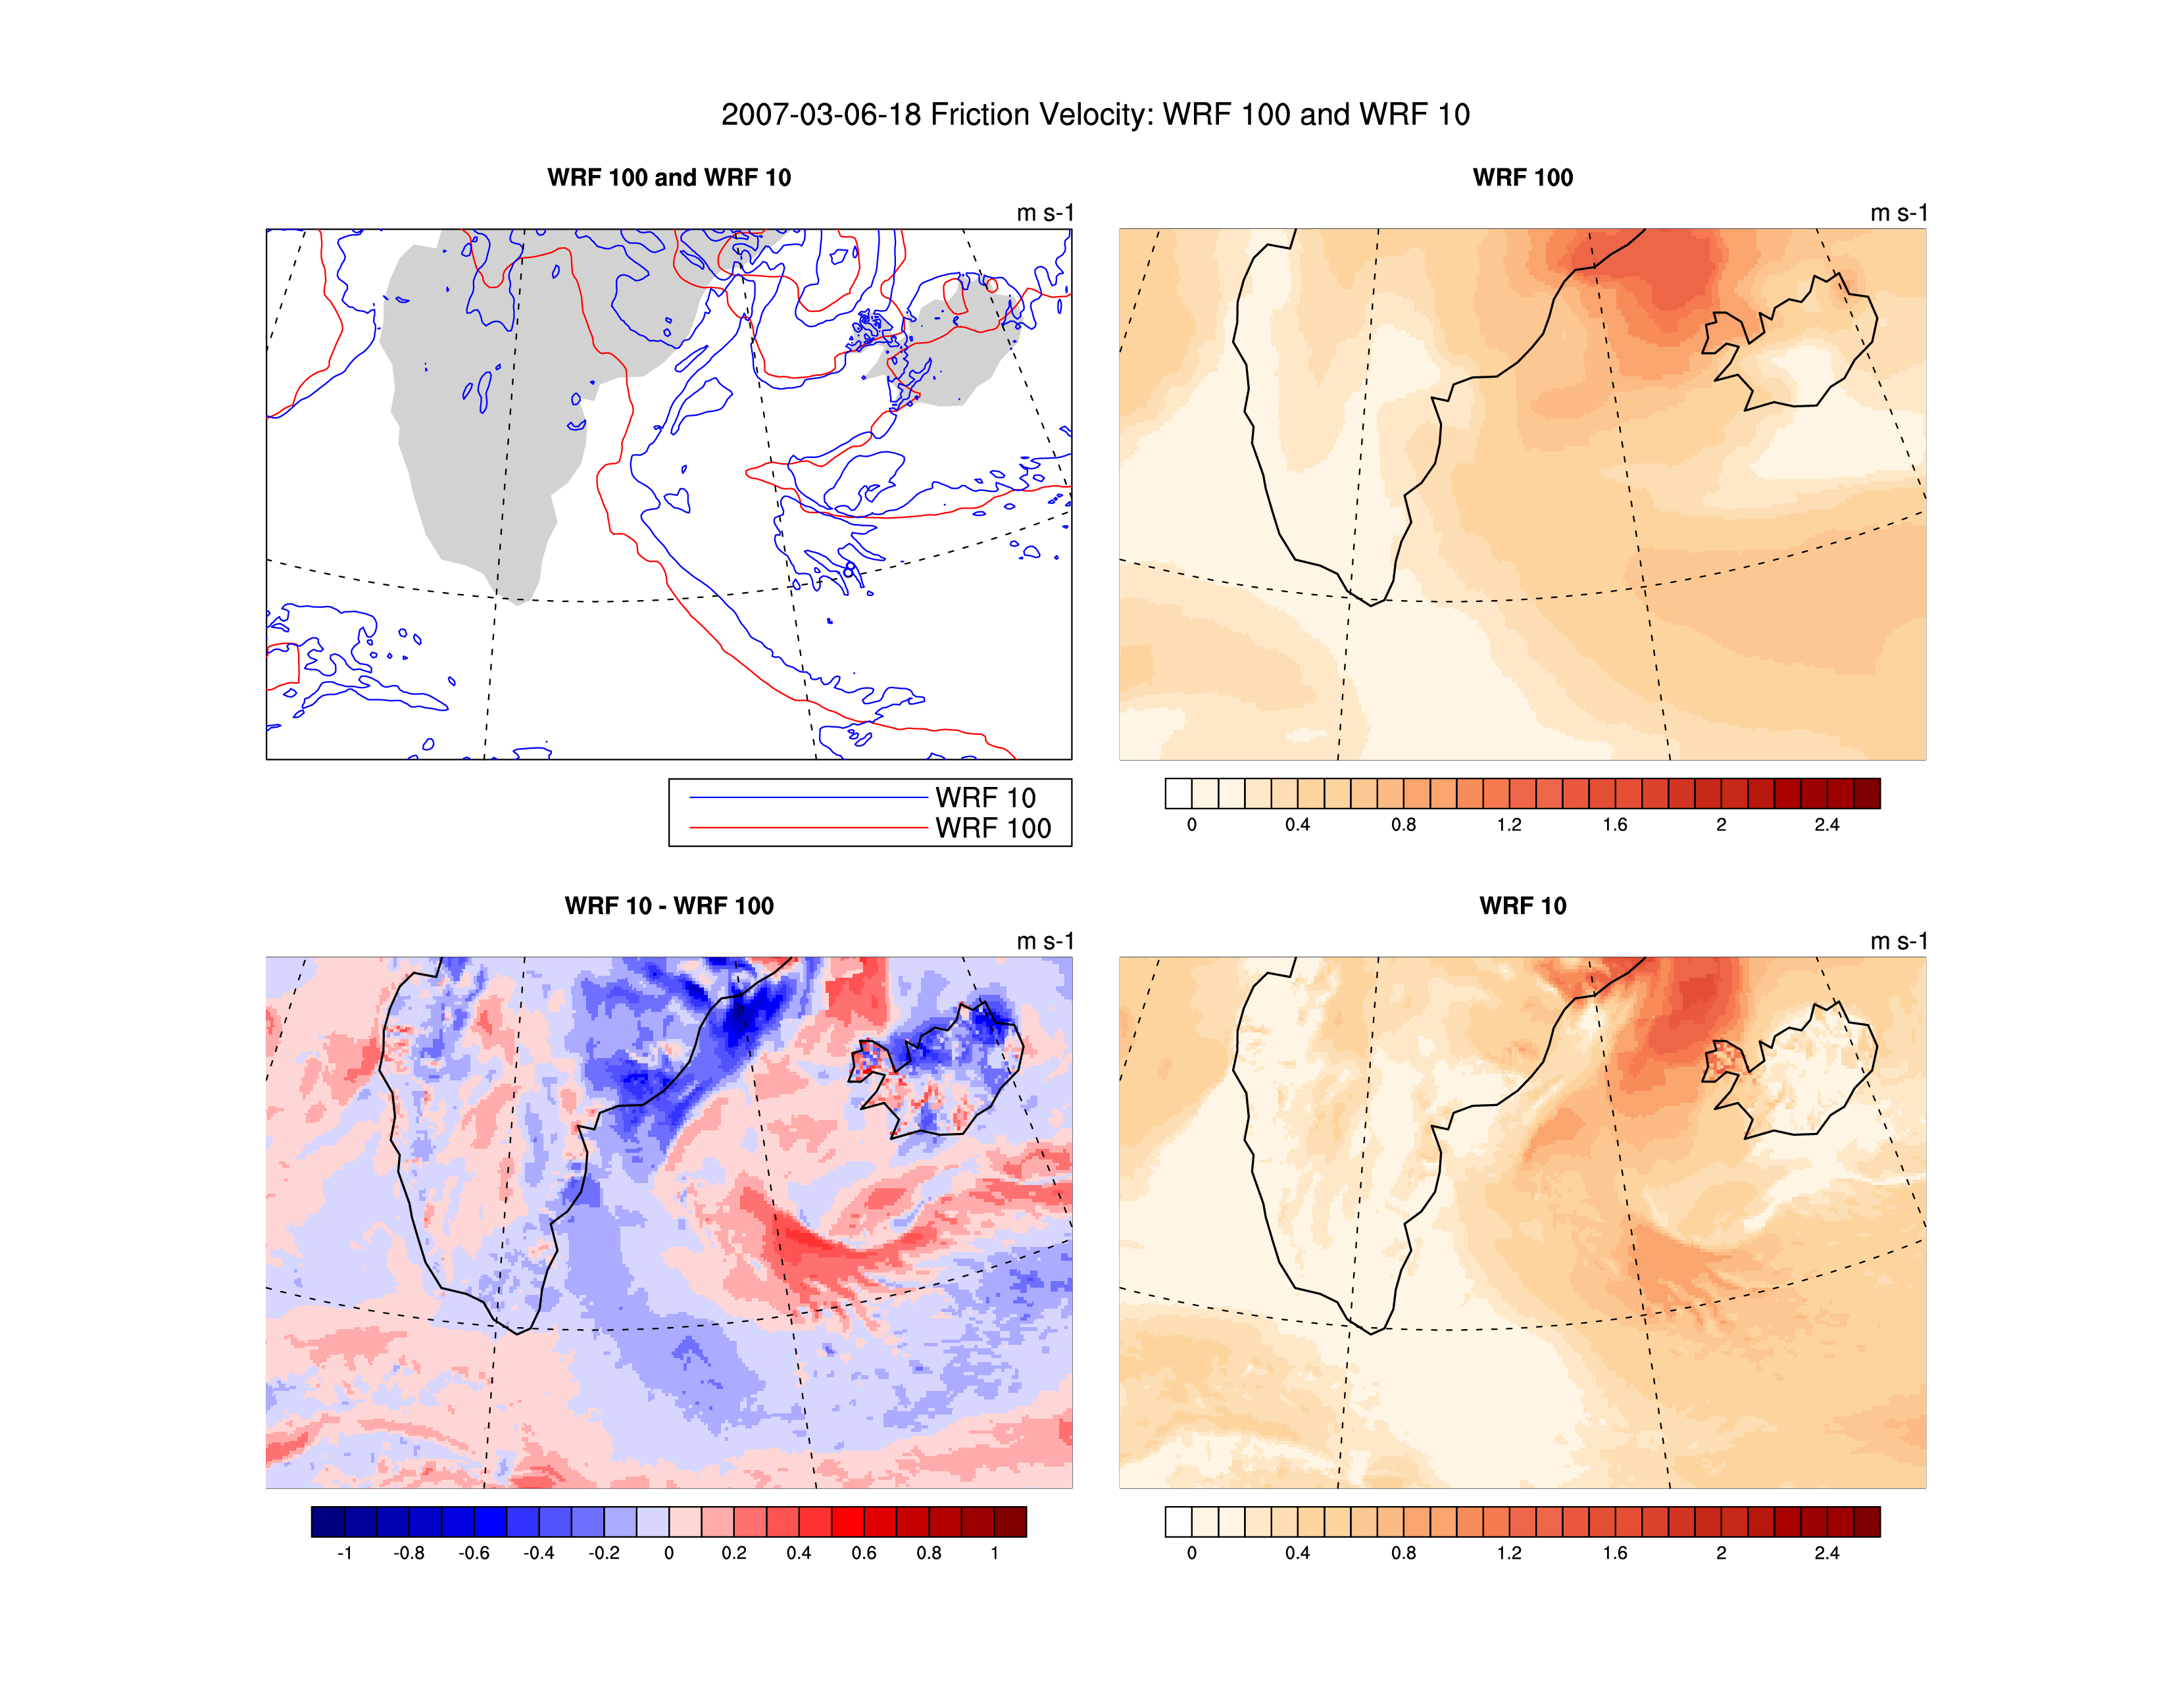 2007-03-06-18 Friction Velocity: WRF 100 and WRF 10
WRF 100 and WRF 10
m s-1
WRF 10
WRF 100
WRF 100
m s-1
0 0.4 0.8 1.2 1.6 2 2.4
WRF 10 - WRF 100
m s-1
-1 -0.8 -0.6 -0.4 -0.2 0 0.2 0.4 0.6 0.8 1
WRF 10
m s-1
0 0.4 0.8 1.2 1.6 2 2.4